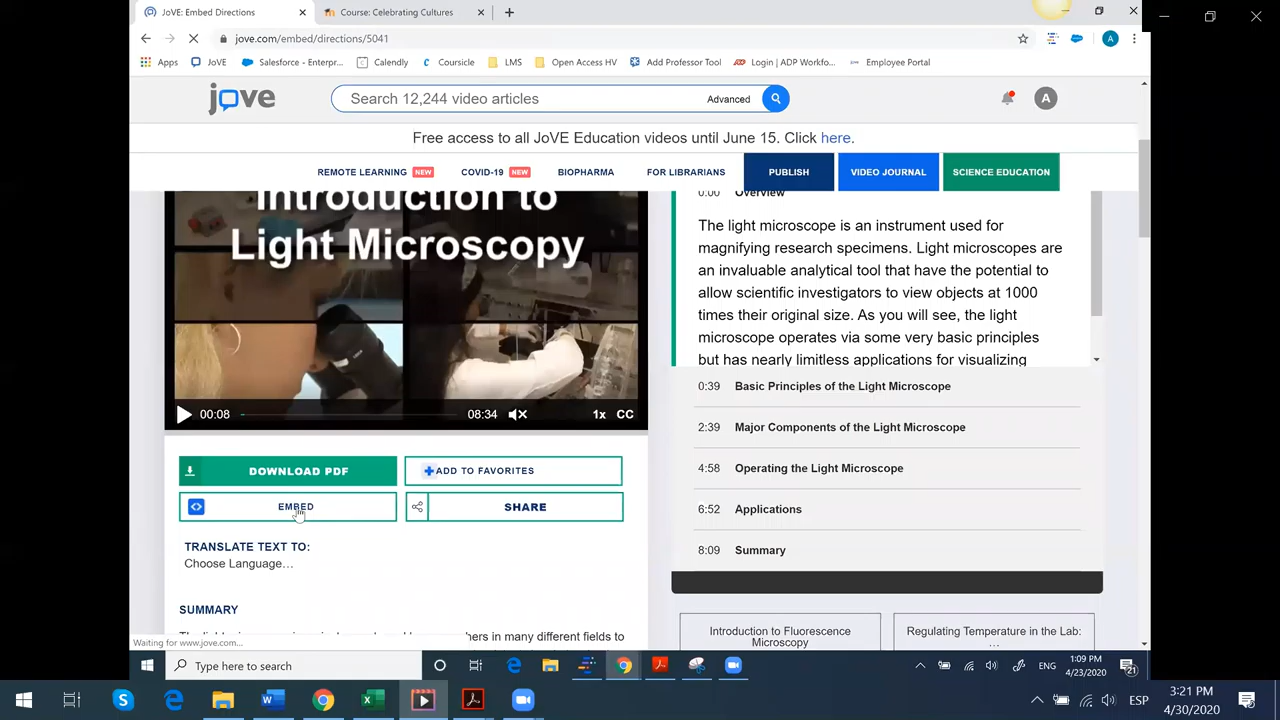 JoVE: Embed Directions
Course: Celebrating Cultures
jove.com/embed/directions/5041
A
Apps
JoVE
Salesforce - Enterpr...
Calendly
Coursicle
LMS
Open Access HV
Add Professor Tool
Login | ADP Workfo...
Employee Portal
jove
Search 12,244 video articles
Advanced
A
Free access to all JoVE Education videos until June 15. Click here.
REMOTE LEARNING NEW
COVID-19 NEW
BIOPHARMA
FOR LIBRARIANS
PUBLISH
VIDEO JOURNAL
SCIENCE EDUCATION
Introduction to
Light Microscopy
00:08
08:34
1x
CC
0:00 Overview
The light microscope is an instrument used for
magnifying research specimens. Light microscopes are
an invaluable analytical tool that have the potential to
allow scientific investigators to view objects at 1000
times their original size. As you will see, the light
microscope operates via some very basic principles
but has nearly limitless applications for visualizing
0:39 Basic Principles of the Light Microscope
2:39 Major Components of the Light Microscope
4:58 Operating the Light Microscope
6:52 Applications
8:09 Summary
DOWNLOAD PDF
ADD TO FAVORITES
EMBED
SHARE
TRANSLATE TEXT TO:
Choose Language...
SUMMARY
hers in many different fields to
Introduction to Fluorescence
Microscopy
Regulating Temperature in the Lab:
...
Waiting for www.jove.com...
Type here to search
ENG
1:09 PM
4/23/2020
21
ESP
3:21 PM
4/30/2020